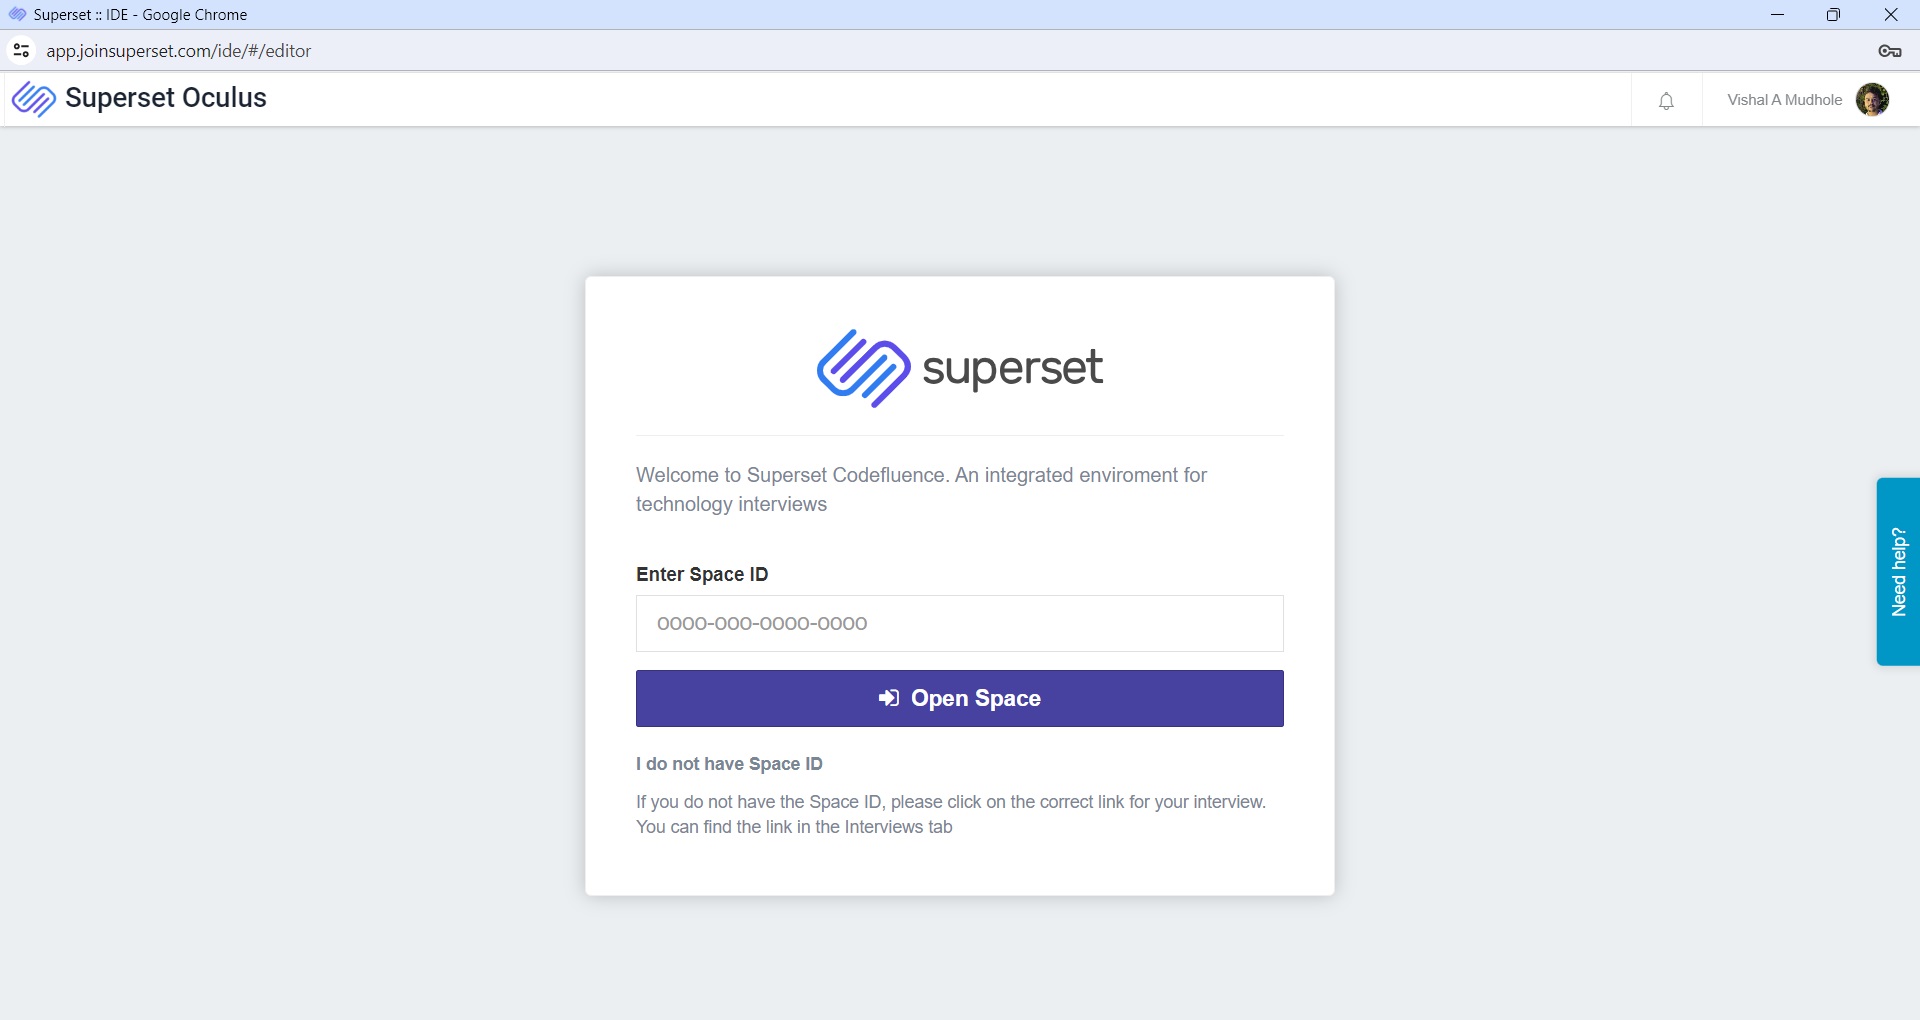 Superset :: IDE - Google Chrome
app.joinsuperset.com/ide/#/editor
Superset Oculus
Vishal A Mudhole
superset
Welcome to Superset Codefluence. An integrated enviroment for
technology interviews
Enter Space ID
0000-000-0000-0000
Open Space
I do not have Space ID
If you do not have the Space ID, please click on the correct link for your interview.
You can find the link in the Interviews tab
Need help?